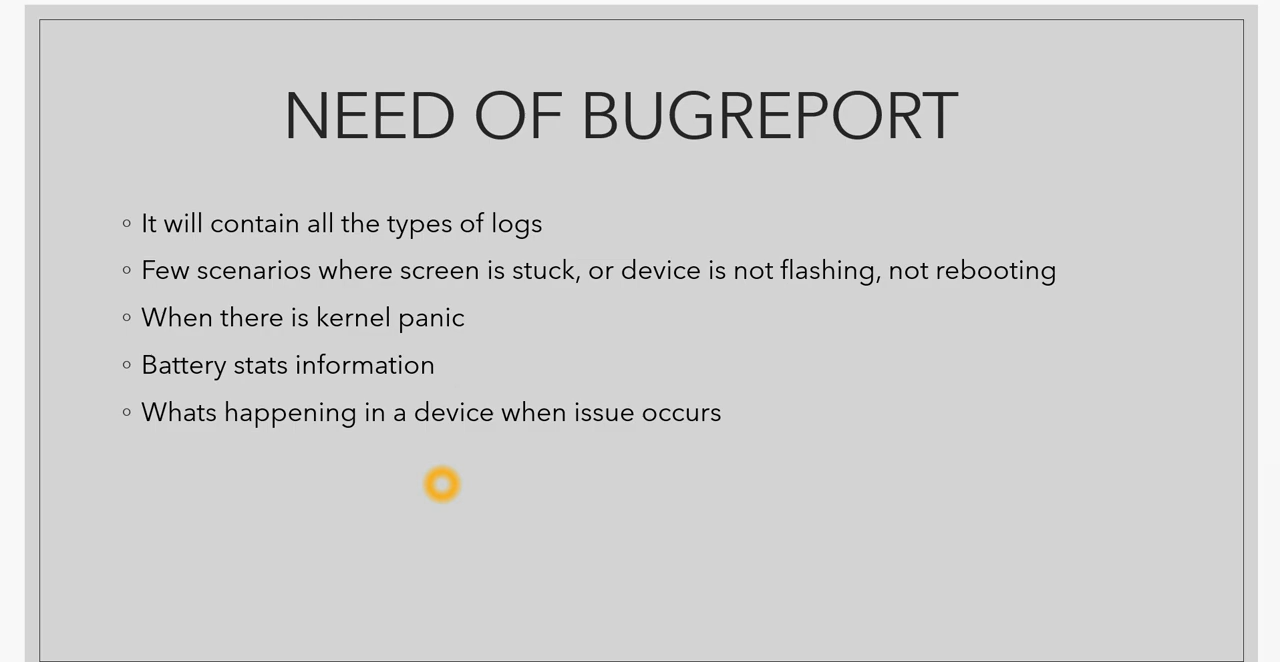 NEED OF BUGREPORT
◦ It will contain all the types of logs
◦ Few scenarios where screen is stuck, or device is not flashing, not rebooting
◦ When there is kernel panic
◦ Battery stats information
◦ Whats happening in a device when issue occurs